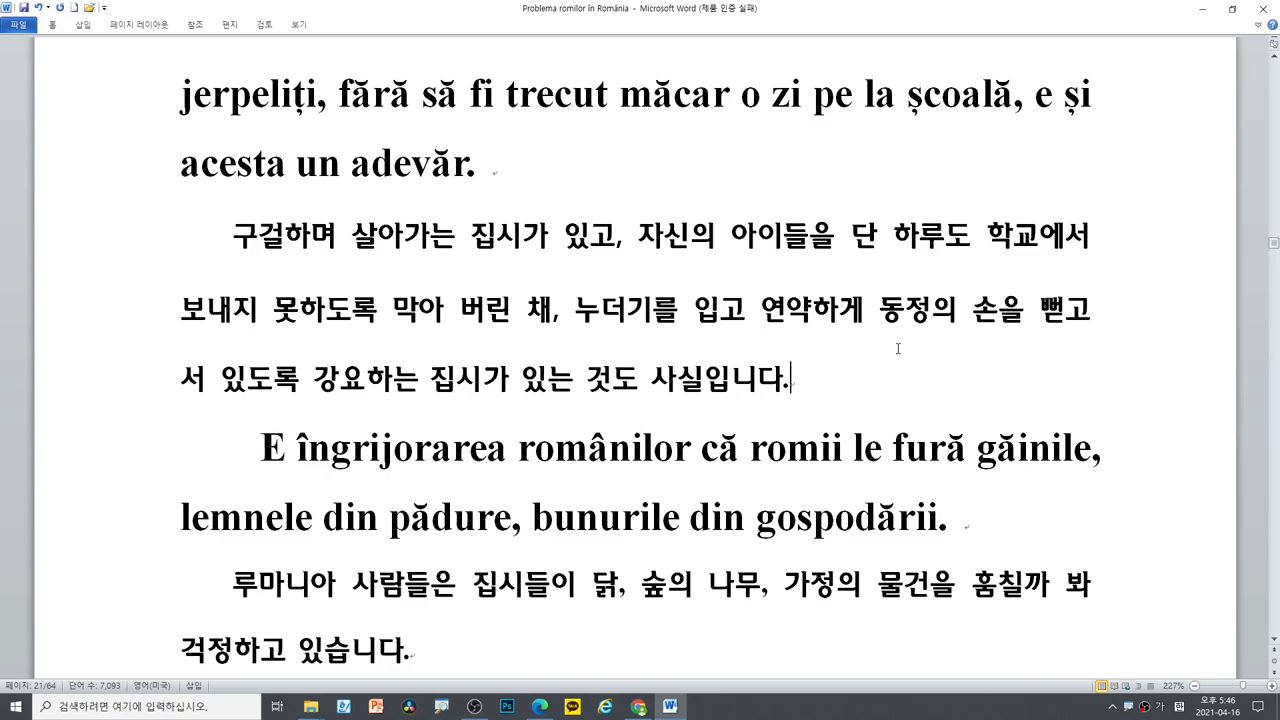 Problema romilor în România - Microsoft Word (제품 인증 실패)
파일 홈 삽입 페이지 레이아웃 참조 편지 검토 보기
jerpeliți, fără să fi trecut măcar o zi pe la școală, e și
acesta un adevăr.
구걸하며 살아가는 집시가 있고, 자신의 아이들을 단 하루도 학교에서
보내지 못하도록 막아 버린 채, 누더기를 입고 연약하게 동정의 손을 뻗고
서 있도록 강요하는 집시가 있는 것도 사실입니다.
E îngrijorarea românilor că romii le fură găinile,
lemnele din pădure, bunurile din gospodării.
루마니아 사람들은 집시들이 닭, 숲의 나무, 가정의 물건을 훔칠까 봐
걱정하고 있습니다.
페이지: 21/64 단어 수: 7,093 영어(미국) 삽입 227%
검색하려면 여기에 입력하십시오. 가 오후 5:46
2021-04-16